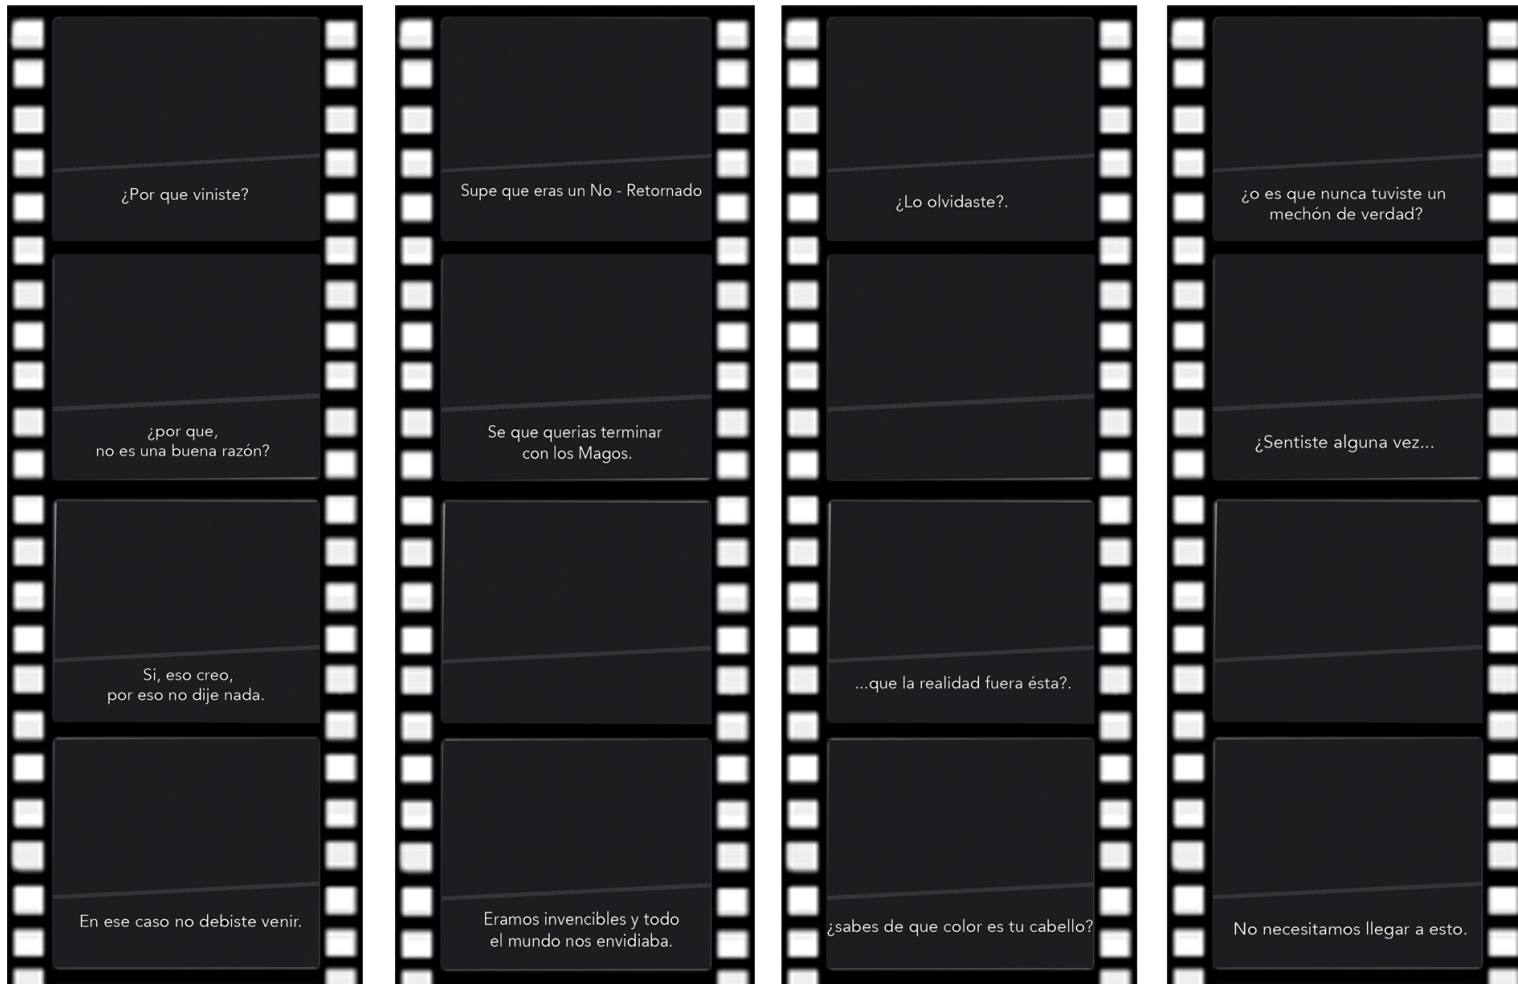 ¿Por que viniste?
¿por que,
no es una buena razón?
Si, eso creo,
por eso no dije nada.
En ese caso no debiste venir.
Supe que eras un No - Retornado
Se que querias terminar
con los Magos.
Eramos invencibles y todo
el mundo nos envidiaba.
¿Lo olvidaste?.
...que la realidad fuera ésta?.
¿sabes de que color es tu cabello?
¿o es que nunca tuviste un
mechón de verdad?
¿Sentiste alguna vez...
No necesitamos llegar a esto.